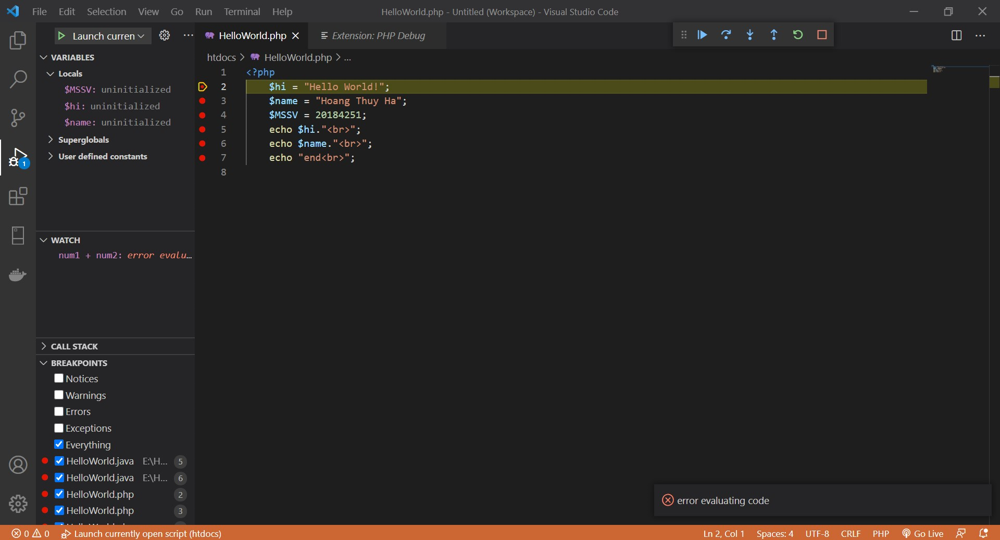 File Edit Selection View Go Run Terminal Help
HelloWorld.php - Untitled (Workspace) - Visual Studio Code
Launch curren
HelloWorld.php
Extension: PHP Debug
htdocs > HelloWorld.php > ...
VARIABLES
Locals
$MSSV: uninitialized
$hi: uninitialized
$name: uninitialized
Superglobals
User defined constants
1 <?php
2 $hi = "Hello World!";
3 $name = "Hoang Thuy Ha";
4 $MSSV = 20184251;
5 echo $hi."<br>";
6 echo $name."<br>";
7 echo "end<br>";
8
1
WATCH
num1 + num2: error evalu...
CALL STACK
BREAKPOINTS
Notices
Warnings
Errors
Exceptions
Everything
HelloWorld.java E:\H... 5
HelloWorld.java E:\H... 6
HelloWorld.php 2
HelloWorld.php 3
error evaluating code
0 0 Launch currently open script (htdocs)
Ln 2, Col 1 Spaces: 4 UTF-8 CRLF PHP Go Live